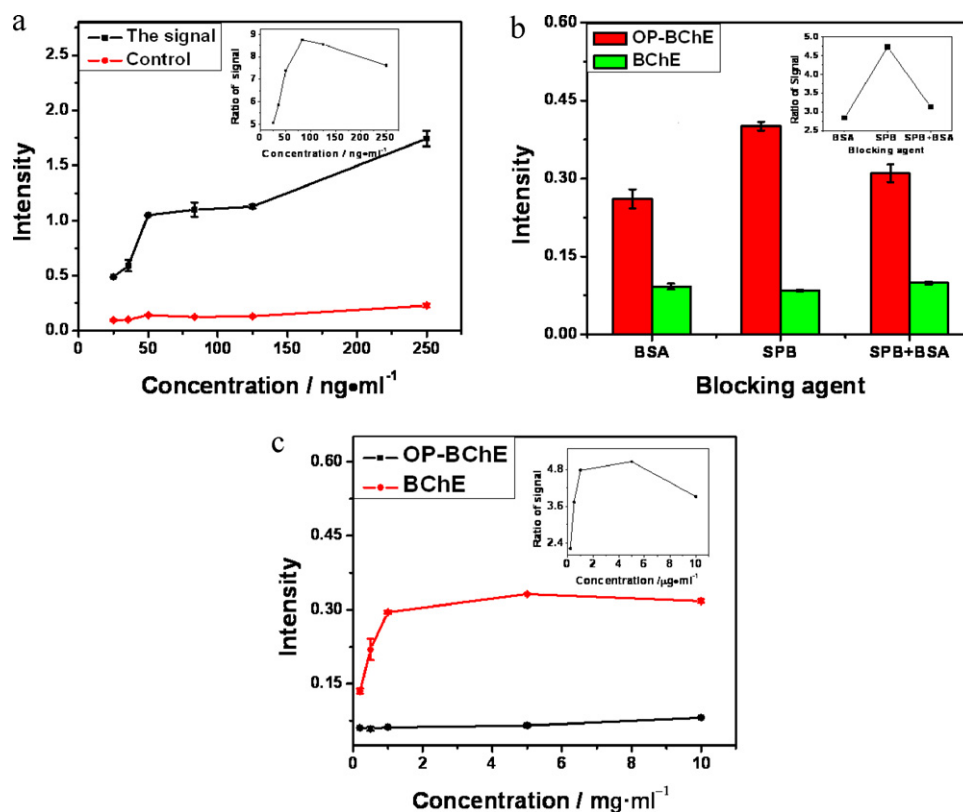 a
The signal
Control
Ratio of signal
9
8
7
6
5
0 50 100 150 200 250
Concentration / ng•ml
Intensity
2.5
2.0
1.5
1.0
0.5
0.0
0 50 100 150 200 250
Concentration / ng•ml⁻¹
b
OP-BChE
BChE
Ratio of Signal
5.0
4.5
4.0
3.5
3.0
2.5
BSA SPB SPB+BSA
Blocking agent
Intensity
0.60
0.45
0.30
0.15
0.00
BSA SPB SPB+BSA
Blocking agent
c
OP-BChE
BChE
Ratio of signal
4.8
3.6
2.4
0 2 4 6 8 10
Concentration /μg•ml⁻¹
Intensity
0.60
0.45
0.30
0.15
0 2 4 6 8 10
Concentration / mg·ml⁻¹